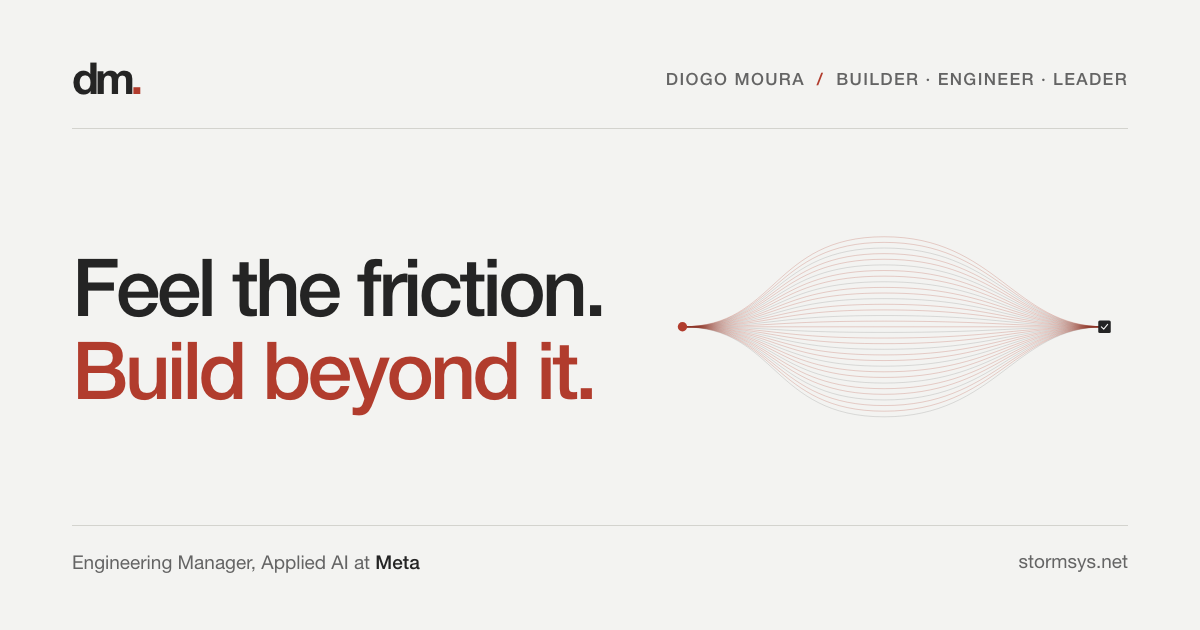 dm.
DIOGO MOURA / BUILDER · ENGINEER · LEADER
Feel the friction.
Build beyond it.
Engineering Manager, Applied AI at Meta
stormsys.net